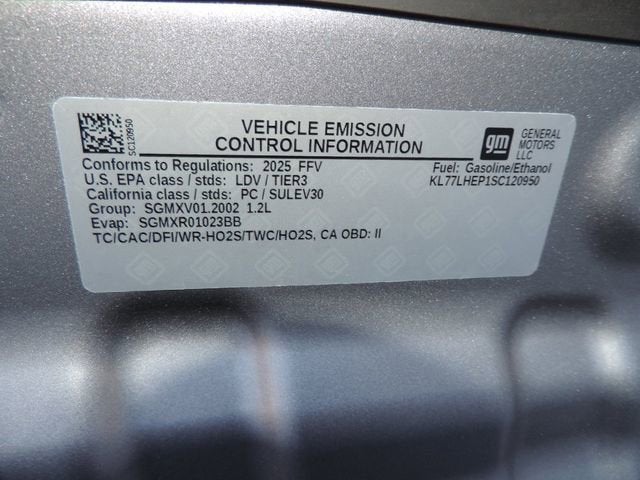 SC120950
VEHICLE EMISSION
CONTROL INFORMATION
gm
GENERAL
MOTORS
LLC
Conforms to Regulations: 2025 FFV
Fuel: Gasoline/Ethanol
U.S. EPA class / stds: LDV / TIER3
KL77LHEP1SC120950
California class / stds: PC / SULEV30
Group: SGMXV01.2002 1.2L
Evap: SGMXR01023BB
TC/CAC/DFI/WR-HO2S/TWC/HO2S, CA OBD: II